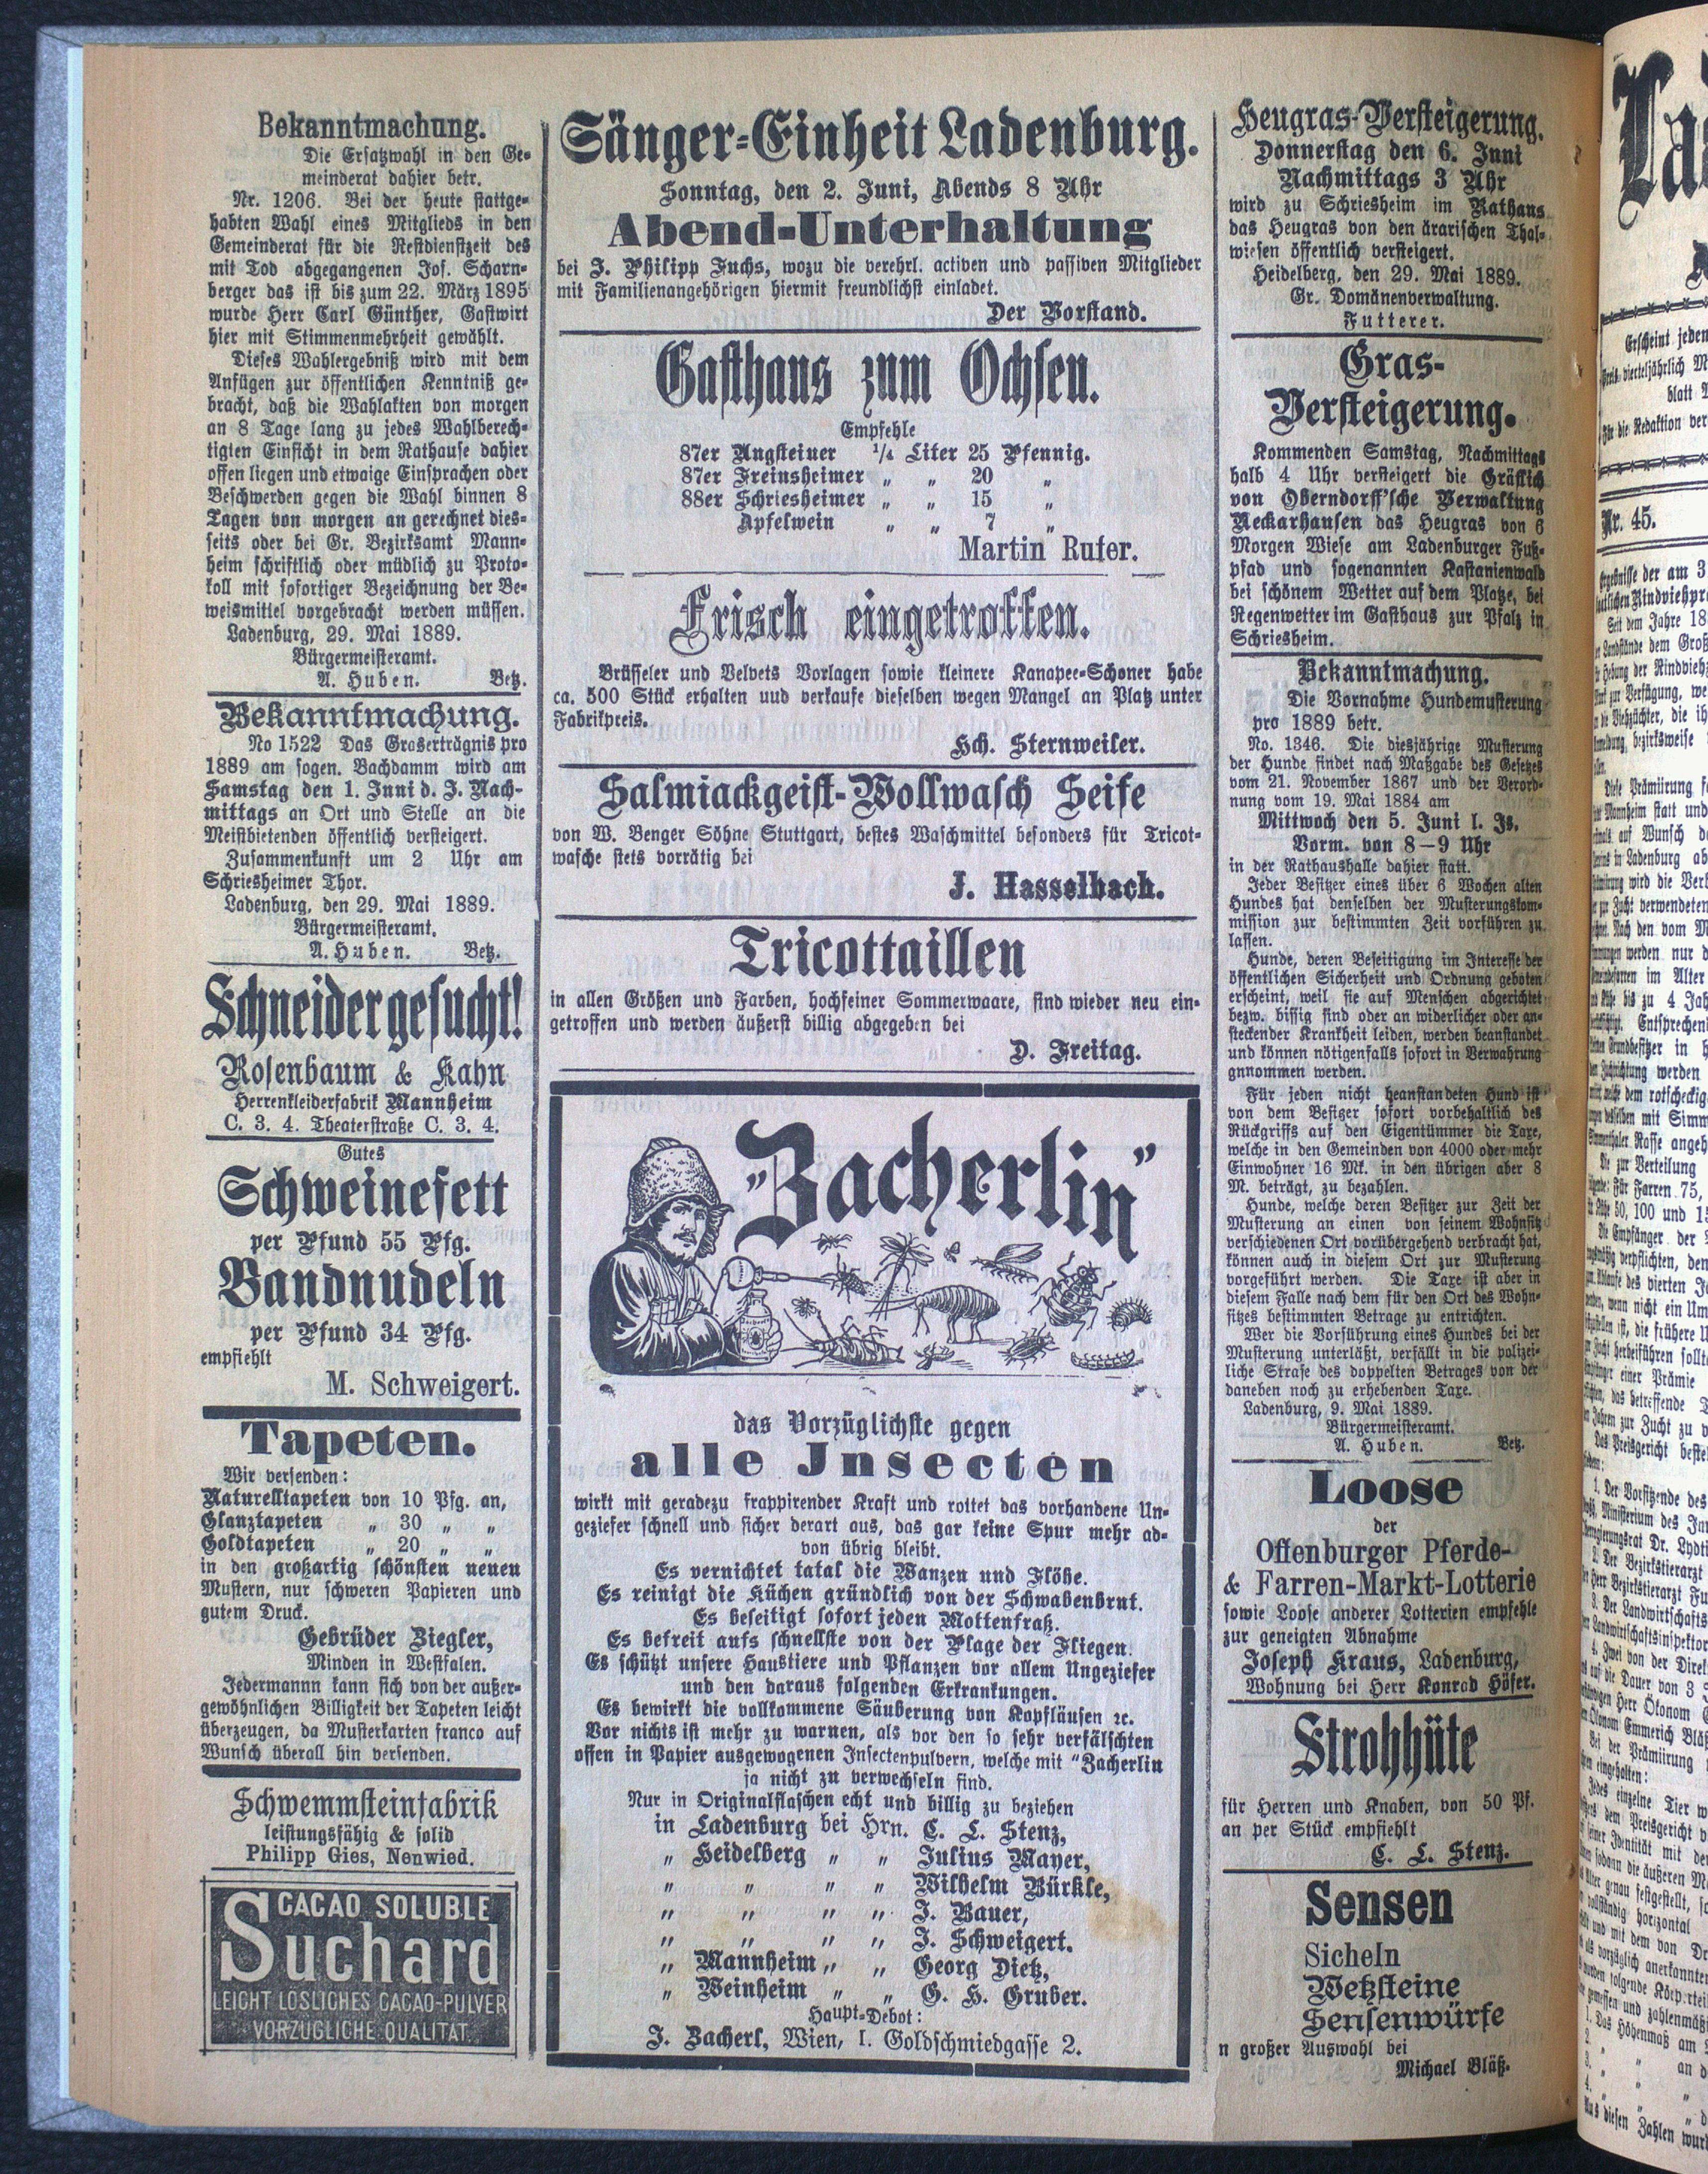 Bekanntmachung.
Die Ersatzwahl in den Ge-
meinderat dahier betr.
Nr. 1206. Bei der heute stattge-
habten Wahl eines Mitglieds in den
Gemeinderat für die Restdienstzeit des
mit Tod abgegangenen Jos. Scharn-
berger das ist bis zum 22. März 1895
wurde Herr Carl Günther, Gastwirt
hier mit Stimmenmehrheit gewählt.
Dieses Wahlergebniß wird mit dem
Anfügen zur öffentlichen Kenntniß ge-
bracht, daß die Wahlakten von morgen
an 8 Tage lang zu jedes Wahlberech-
tigten Einsicht in dem Rathause dahier
offen liegen und etwaige Einsprachen oder
Beschwerden gegen die Wahl binnen 8
Tagen von morgen an gerechnet dies-
seits oder bei Gr. Bezirksamt Mann-
heim schriftlich oder müdlich zu Proto-
koll mit sofortiger Bezeichnung der Be-
weismittel vorgebracht werden müssen.
Ladenburg, 29. Mai 1889.
Bürgermeisteramt.
A. Huben. Betz.
Bekanntmachung.
No 1522 Das Graserträgnis pro
1889 am sogen. Bachdamm wird am
Samstag den 1. Juni d. J. Nach-
mittags an Ort und Stelle an die
Meistbietenden öffentlich versteigert.
Zusammenkunft um 2 Uhr am
Schriesheimer Thor.
Ladenburg, den 29. Mai 1889.
Bürgermeisteramt.
A. Huben. Betz.
Schneider gesucht!
Rosenbaum & Kahn
Herrenkleiderfabrik Mannheim
C. 3. 4. Theaterstraße C. 3. 4.
Gutes
Schweinefett
per Pfund 55 Pfg.
Bandnudeln
per Pfund 34 Pfg.
empfiehlt
M. Schweigert.
Tapeten.
Wir versenden:
Naturelltapeten von 10 Pfg. an,
Glanztapeten „ 30 „ „
Goldtapeten „ 20 „ „
in den großartig schönsten neuen
Mustern, nur schweren Papieren und
gutem Druck.
Gebrüder Ziegler,
Minden in Westfalen.
Jedermannn kann sich von der außer-
gewöhnlichen Billigkeit der Tapeten leicht
überzeugen, da Musterkarten franco auf
Wunsch überall hin versenden.
Schwemmsteinfabrik
leistungsfähig & solid
Philipp Gies, Neuwied.
CACAO SOLUBLE
Suchard
LEICHT LÖSLICHES CACAO-PULVER
VORZÜGLICHE QUALITÄT.
Sänger-Einheit Ladenburg.
Sonntag, den 2. Juni, Abends 8 Uhr
Abend-Unterhaltung
bei J. Philipp Fuchs, wozu die verehrl. activen und passiven Mitglieder
mit Familienangehörigen hiermit freundlichst einladet.
Der Vorstand.
Gasthaus zum Ochsen.
Empfehle
87er Ungsteiner 1/4 Liter 25 Pfennig.
87er Freinsheimer „ „ 20 „
88er Schriesheimer „ „ 15 „
Apfelwein „ „ 7 „
Martin Rufer.
Frisch eingetroffen.
Brüsseler und Velvets Vorlagen sowie kleinere Kanapee-Schoner habe
ca. 500 Stück erhalten uud verkaufe dieselben wegen Mangel an Platz unter
Fabrikpreis.
Hch. Sternweiler.
Salmiackgeist-Wollwasch Seife
von W. Benger Söhne Stuttgart, bestes Waschmittel besonders für Tricot-
wasche stets vorrätig bei
J. Hasselbach.
Tricottaillen
in allen Größen und Farben, hochfeiner Sommerwaare, sind wieder neu ein-
getroffen und werden äußerst billig abgegeben bei
D. Freitag.
„Zacherlin”
das Vorzüglichste gegen
alle Insecten
wirkt mit geradezu frappirender Kraft und rottet das vorhandene Un-
geziefer schnell und sicher derart aus, das gar keine Spur mehr da-
von übrig bleibt.
Es vernichtet tatal die Wanzen und Flöhe.
Es reinigt die Küchen gründlich von der Schwabenbrut.
Es beseitigt sofort jeden Mottenfraß.
Es befreit aufs schnellste von der Plage der Fliegen.
Es schützt unsere Haustiere und Pflanzen vor allem Ungeziefer
und den daraus folgenden Erkrankungen.
Es bewirkt die vollkommene Säuberung von Kopfläusen ꝛc.
Vor nichts ist mehr zu warnen, als vor den so sehr verfälschten
offen in Papier ausgewogenen Insectenpulvern, welche mit "Zacherlin
ja nicht zu verwechseln sind.
Nur in Originalflaschen echt und billig zu beziehen
in Ladenburg bei Hrn. C. L. Stenz,
„ Heidelberg „ „ Julius Mayer,
„ „ „ „ Wilhelm Bürkle,
„ „ „ „ J. Bauer,
„ „ „ „ J. Schweigert.
„ Mannheim „ „ Georg Dietz,
„ Weinheim „ „ G. H. Gruber.
Haupt-Debot:
J. Zacherl, Wien, I. Goldschmiedgasse 2.
Heugras-Versteigerung.
Donnerstag den 6. Juni
Nachmittags 3 Uhr
wird zu Schriesheim im Rathaus
das Heugras von den ärarischen Thal-
wiesen öffentlich versteigert.
Heidelberg, den 29. Mai 1889.
Gr. Domänenverwaltung.
Futterer.
Gras-
Versteigerung.
Kommenden Samstag, Nachmittags
halb 4 Uhr versteigert die Gräflich
von Oberndorff'sche Verwaltung
Neckarhausen das Heugras von 6
Morgen Wiese am Ladenburger Fuß-
pfad und sogenannten Kastanienwald
bei schönem Wetter auf dem Platze, bei
Regenwetter im Gasthaus zur Pfalz in
Schriesheim.
Bekanntmachung.
Die Vornahme Hundemusterung
pro 1889 betr.
No. 1346. Die diesjährige Musterung
der Hunde findet nach Maßgabe des Gesetzes
vom 21. November 1867 und der Verord-
nung vom 19. Mai 1884 am
Mittwoch den 5. Juni l. Js.
Vorm. von 8—9 Uhr
in der Rathaushalle dahier statt.
Jeder Besitzer eines über 6 Wochen alten
Hundes hat denselben der Musterungskom-
mission zur bestimmten Zeit vorführen zu
lassen.
Hunde, deren Beseitigung im Interesse der
öffentlichen Sicherheit und Ordnung geboten
erscheint, weil sie auf Menschen abgerichtet
bezw. bissig sind oder an widerlicher oder an-
steckender Krankheit leiden, werden beanstandet
und können nötigenfalls sofort in Verwahrung
gnnommen werden.
Für jeden nicht beanstandeten Hund ist
von dem Besitzer sofort vorbehaltlich des
Rückgriffs auf den Eigentümmer die Taxe,
welche in den Gemeinden von 4000 oder mehr
Einwohner 16 Mk. in den übrigen aber 8
M. beträgt, zu bezahlen.
Hunde, welche deren Besitzer zur Zeit der
Musterung an einen von seinem Wohnsitz
verschiedenen Ort vorübergehend verbracht hat,
können auch in diesem Ort zur Musterung
vorgeführt werden. Die Taxe ist aber in
diesem Falle nach dem für den Ort des Wohn-
sitzes bestimmten Betrage zu entrichten.
Wer die Vorführung eines Hundes bei der
Musterung unterläßt, verfällt in die polizei-
liche Strafe des doppelten Betrages von der
daneben noch zu erhebenden Taxe.
Ladenburg, 9. Mai 1889.
Bürgermeisteramt.
A. Huben. Betz.
Loose
der
Offenburger Pferde-
& Farren-Markt-Lotterie
sowie Loose anderer Lotterien empfehle
zur geneigten Abnahme
Joseph Kraus, Ladenburg,
Wohnung bei Herr Konrad Höfer.
Strohhüte
für Herren und Knaben, von 50 Pf.
an per Stück empfiehlt
C. L. Stenz.
Sensen
Sicheln
Wetzsteine
Sensenwürfe
n großer Auswahl bei
Michael Bläß.
Erscheint jeden
Nr. 45.